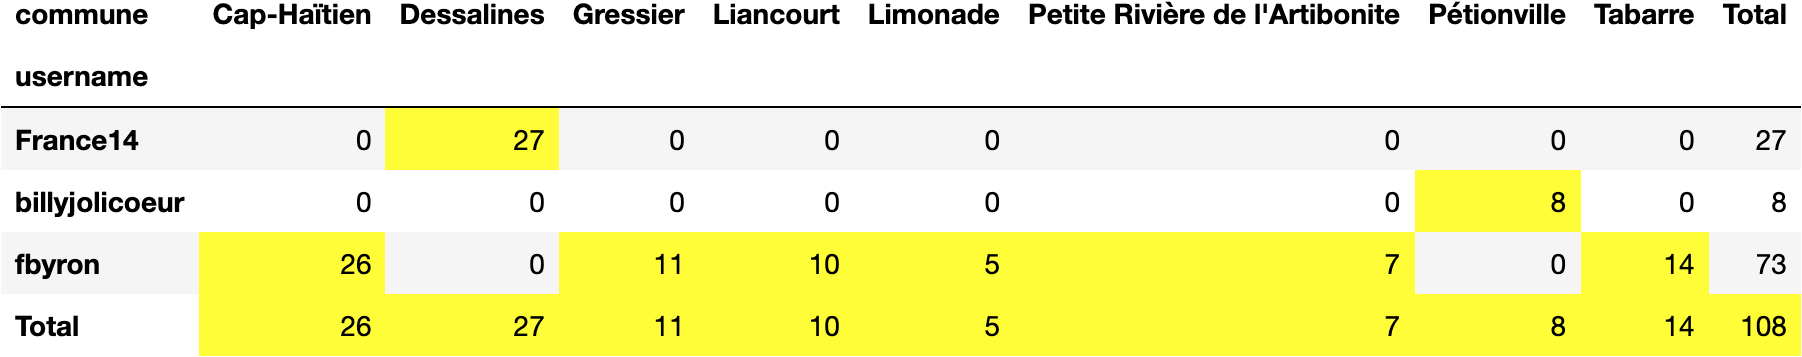 commune Cap-Haïtien Dessalines Gressier Liancourt Limonade Petite Rivière de l'Artibonite Pétionville Tabarre Total
username
France14 0 27 0 0 0 0 0 0 27
billyjolicoeur 0 0 0 0 0 0 8 0 8
fbyron 26 0 11 10 5 7 0 14 73
Total 26 27 11 10 5 7 8 14 108